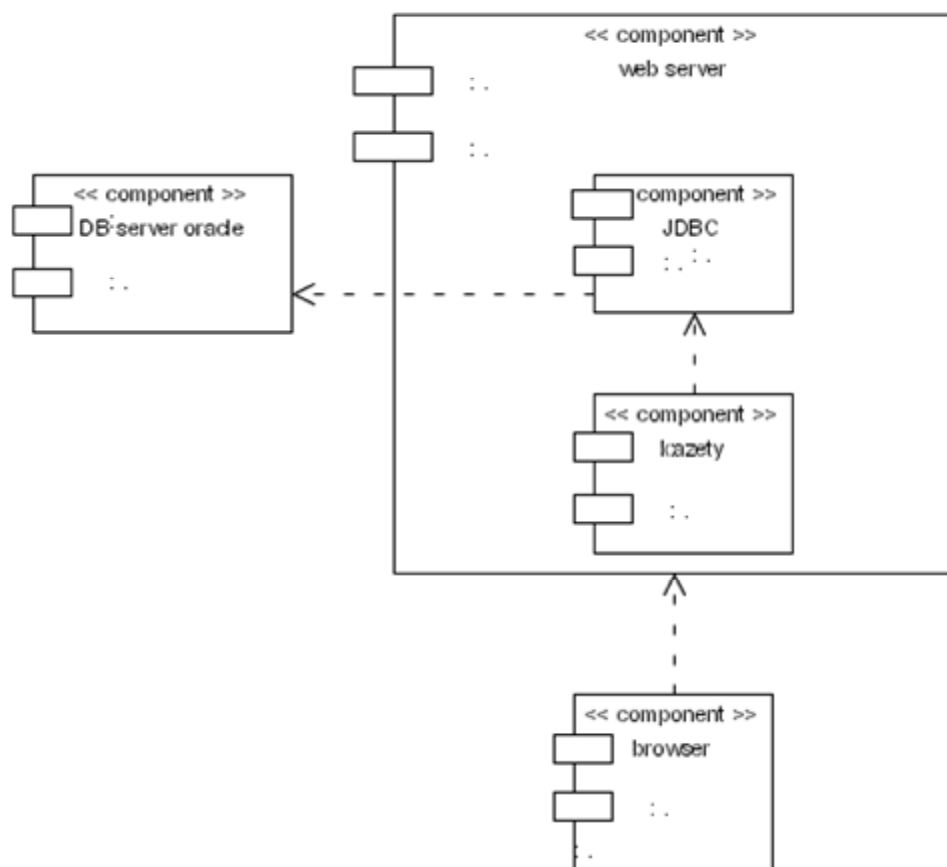 << component >>
web server
: .
: .
<< component >>
DB server oracle
: .
component >>
JDBC
: . : .
<< component >>
kazety
: .
<< component >>
browser
: .
: .